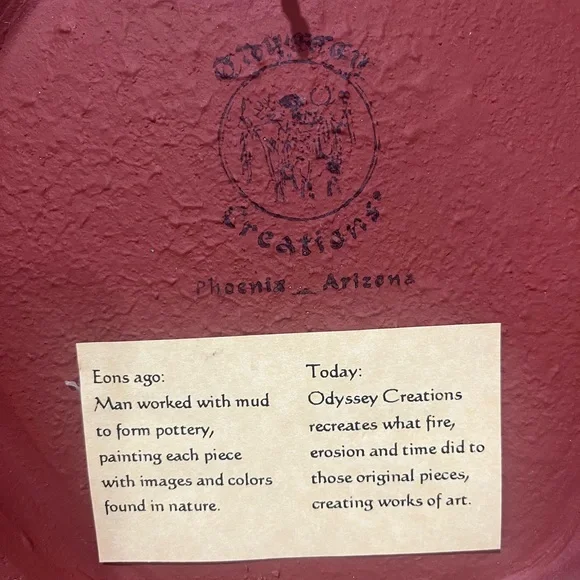 Odyssey
Creations
Phoenix _ Arizona
Eons ago:
Man worked with mud
to form pottery,
painting each piece
with images and colors
found in nature.
Today:
Odyssey Creations
recreates what fire,
erosion and time did to
those original pieces,
creating works of art.